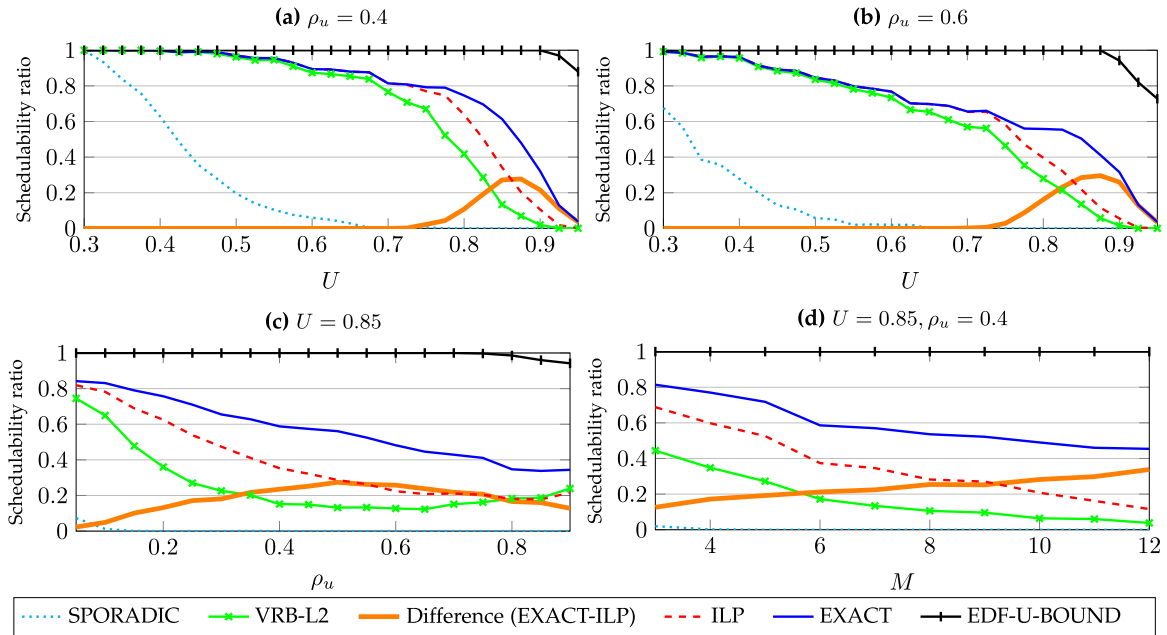 (a) ρu = 0.4
(b) ρu = 0.6
Schedulability ratio
1
0.8
0.6
0.4
0.2
0
0.3 0.4 0.5 0.6 0.7 0.8 0.9
U
Schedulability ratio
1
0.8
0.6
0.4
0.2
0
0.3 0.4 0.5 0.6 0.7 0.8 0.9
U
(c) U = 0.85
(d) U = 0.85, ρu = 0.4
Schedulability ratio
1
0.8
0.6
0.4
0.2
0
0.2 0.4 0.6 0.8
ρu
Schedulability ratio
1
0.8
0.6
0.4
0.2
0
4 6 8 10 12
M
SPORADIC VRB-L2 Difference (EXACT-ILP) ILP EXACT EDF-U-BOUND